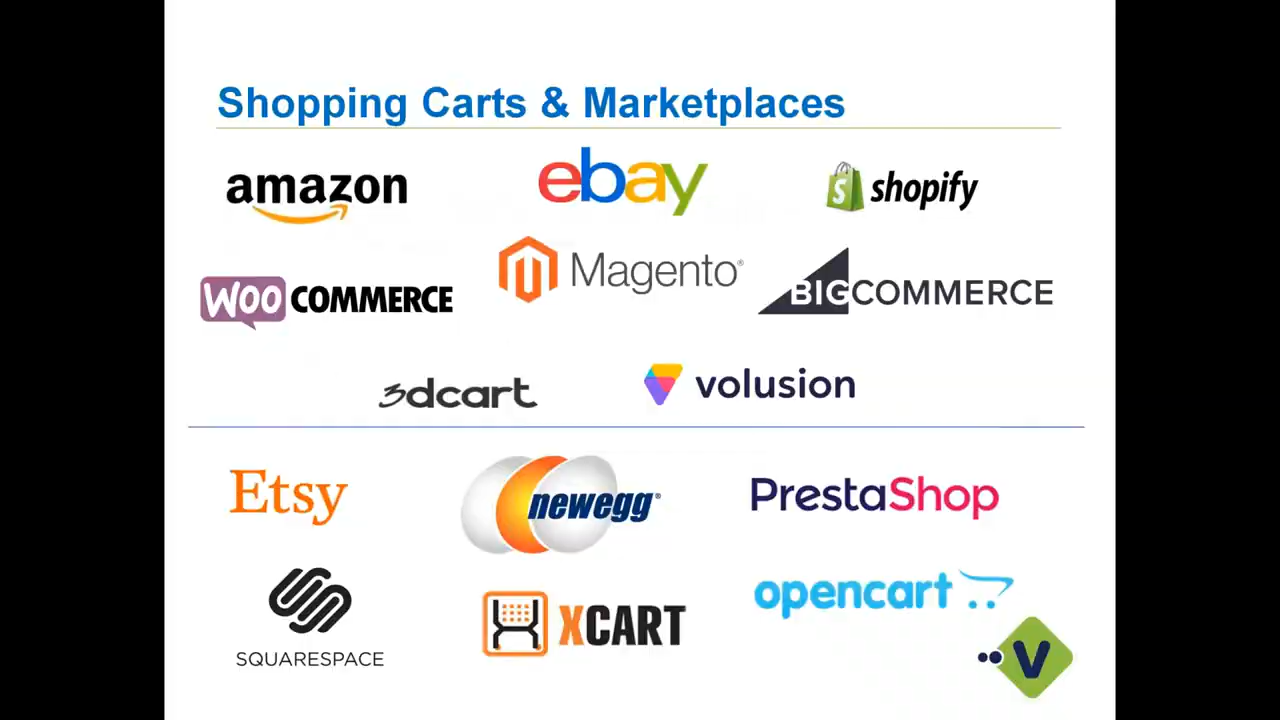 Shopping Carts & Marketplaces
amazon
ebay
shopify
WOO COMMERCE
Magento®
BIGCOMMERCE
3dcart
volusion
Etsy
newegg®
PrestaShop
SQUARESPACE
XCART
opencart
V